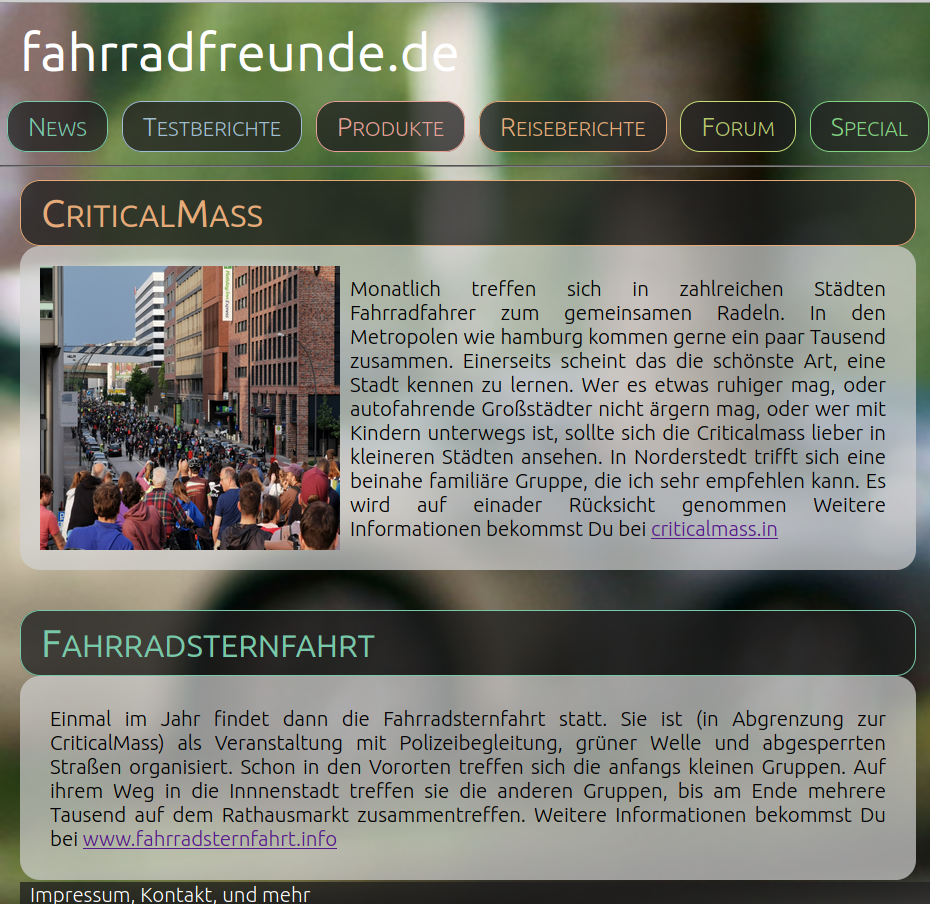 fahrradfreunde.de
News Testberichte Produkte Reiseberichte Forum Special
CriticalMass
Monatlich treffen sich in zahlreichen Städten
Fahrradfahrer zum gemeinsamen Radeln. In den
Metropolen wie hamburg kommen gerne ein paar Tausend
zusammen. Einerseits scheint das die schönste Art, eine
Stadt kennen zu lernen. Wer es etwas ruhiger mag, oder
autofahrende Großstädter nicht ärgern mag, oder wer mit
Kindern unterwegs ist, sollte sich die Criticalmass lieber in
kleineren Städten ansehen. In Norderstedt trifft sich eine
beinahe familiäre Gruppe, die ich sehr empfehlen kann. Es
wird auf einader Rücksicht genommen Weitere
Informationen bekommst Du bei criticalmass.in
Fahrradsternfahrt
Einmal im Jahr findet dann die Fahrradsternfahrt statt. Sie ist (in Abgrenzung zur
CriticalMass) als Veranstaltung mit Polizeibegleitung, grüner Welle und abgesperrten
Straßen organisiert. Schon in den Vororten treffen sich die anfangs kleinen Gruppen. Auf
ihrem Weg in die Innnenstadt treffen sie die anderen Gruppen, bis am Ende mehrere
Tausend auf dem Rathausmarkt zusammentreffen. Weitere Informationen bekommst Du
bei www.fahrradsternfahrt.info
Impressum, Kontakt, und mehr